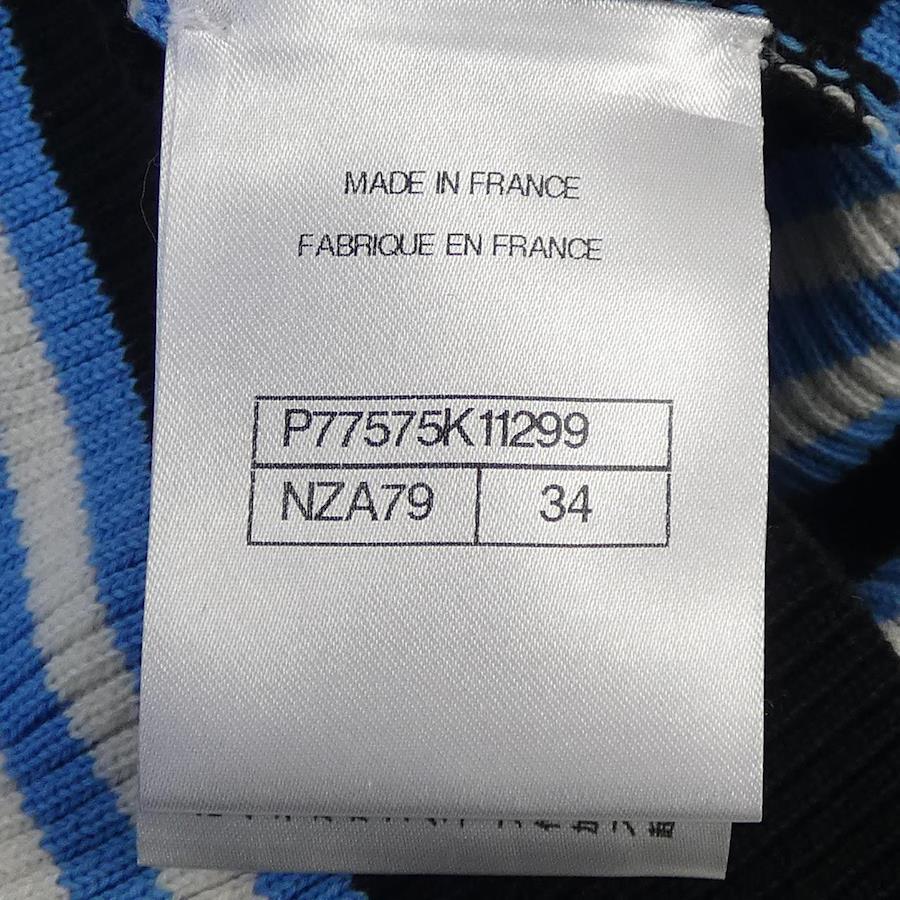 MADE IN FRANCE
FABRIQUE EN FRANCE
P77575K11299
NZA79 34